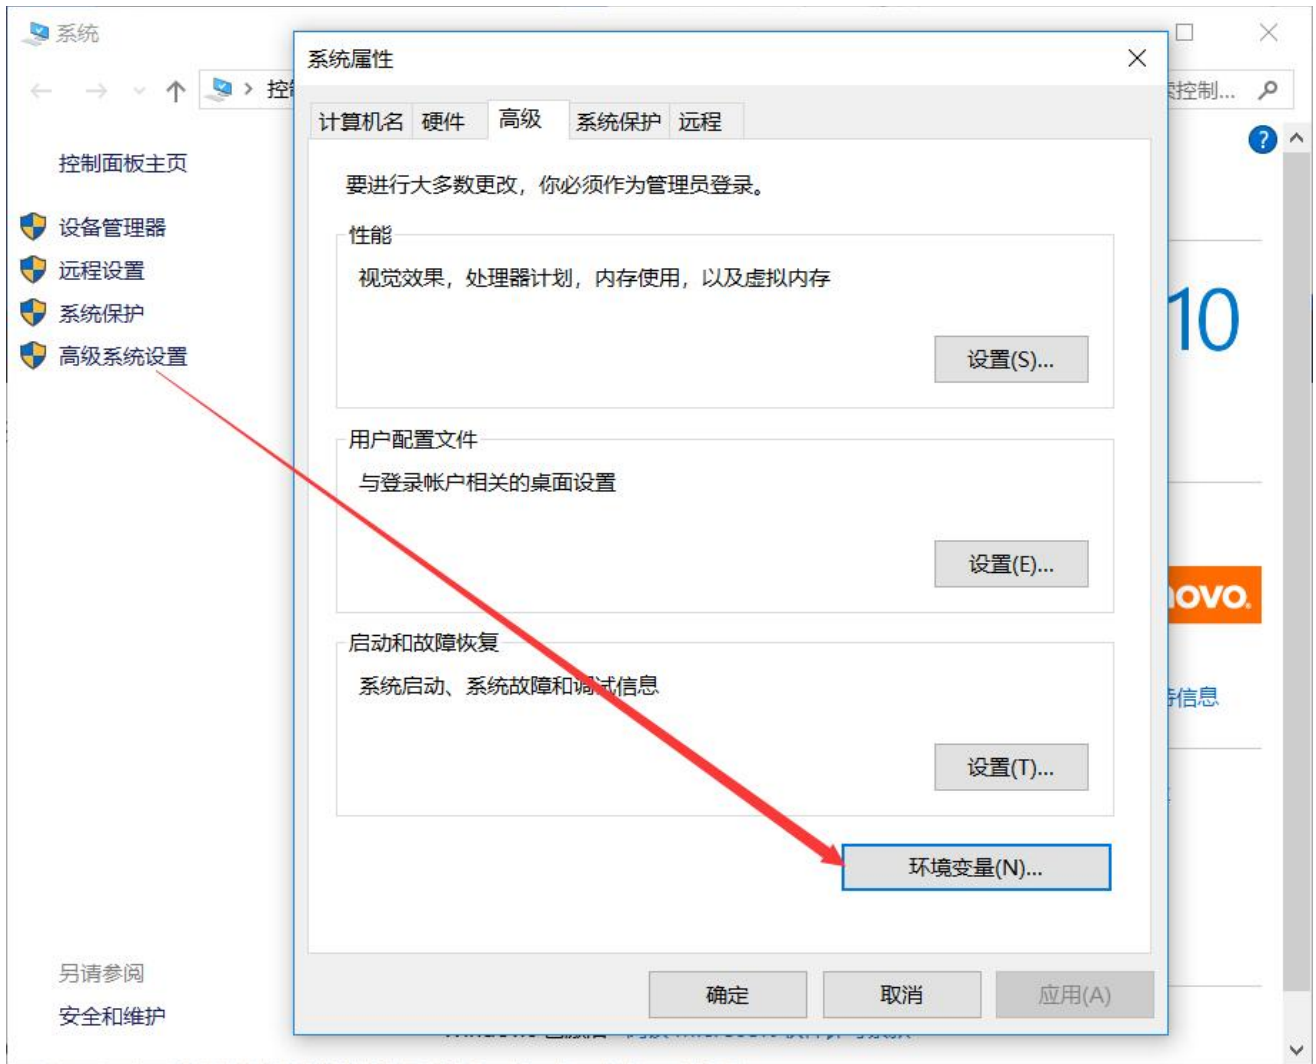 系统
控
控制...
控制面板主页
设备管理器
远程设置
系统保护
高级系统设置
另请参阅
安全和维护
系统属性
计算机名 硬件 高级 系统保护 远程
要进行大多数更改，你必须作为管理员登录。
性能
视觉效果，处理器计划，内存使用，以及虚拟内存
设置(S)...
用户配置文件
与登录帐户相关的桌面设置
设置(E)...
启动和故障恢复
系统启动、系统故障和调试信息
设置(T)...
环境变量(N)...
确定 取消 应用(A)
10
ovo.
信息